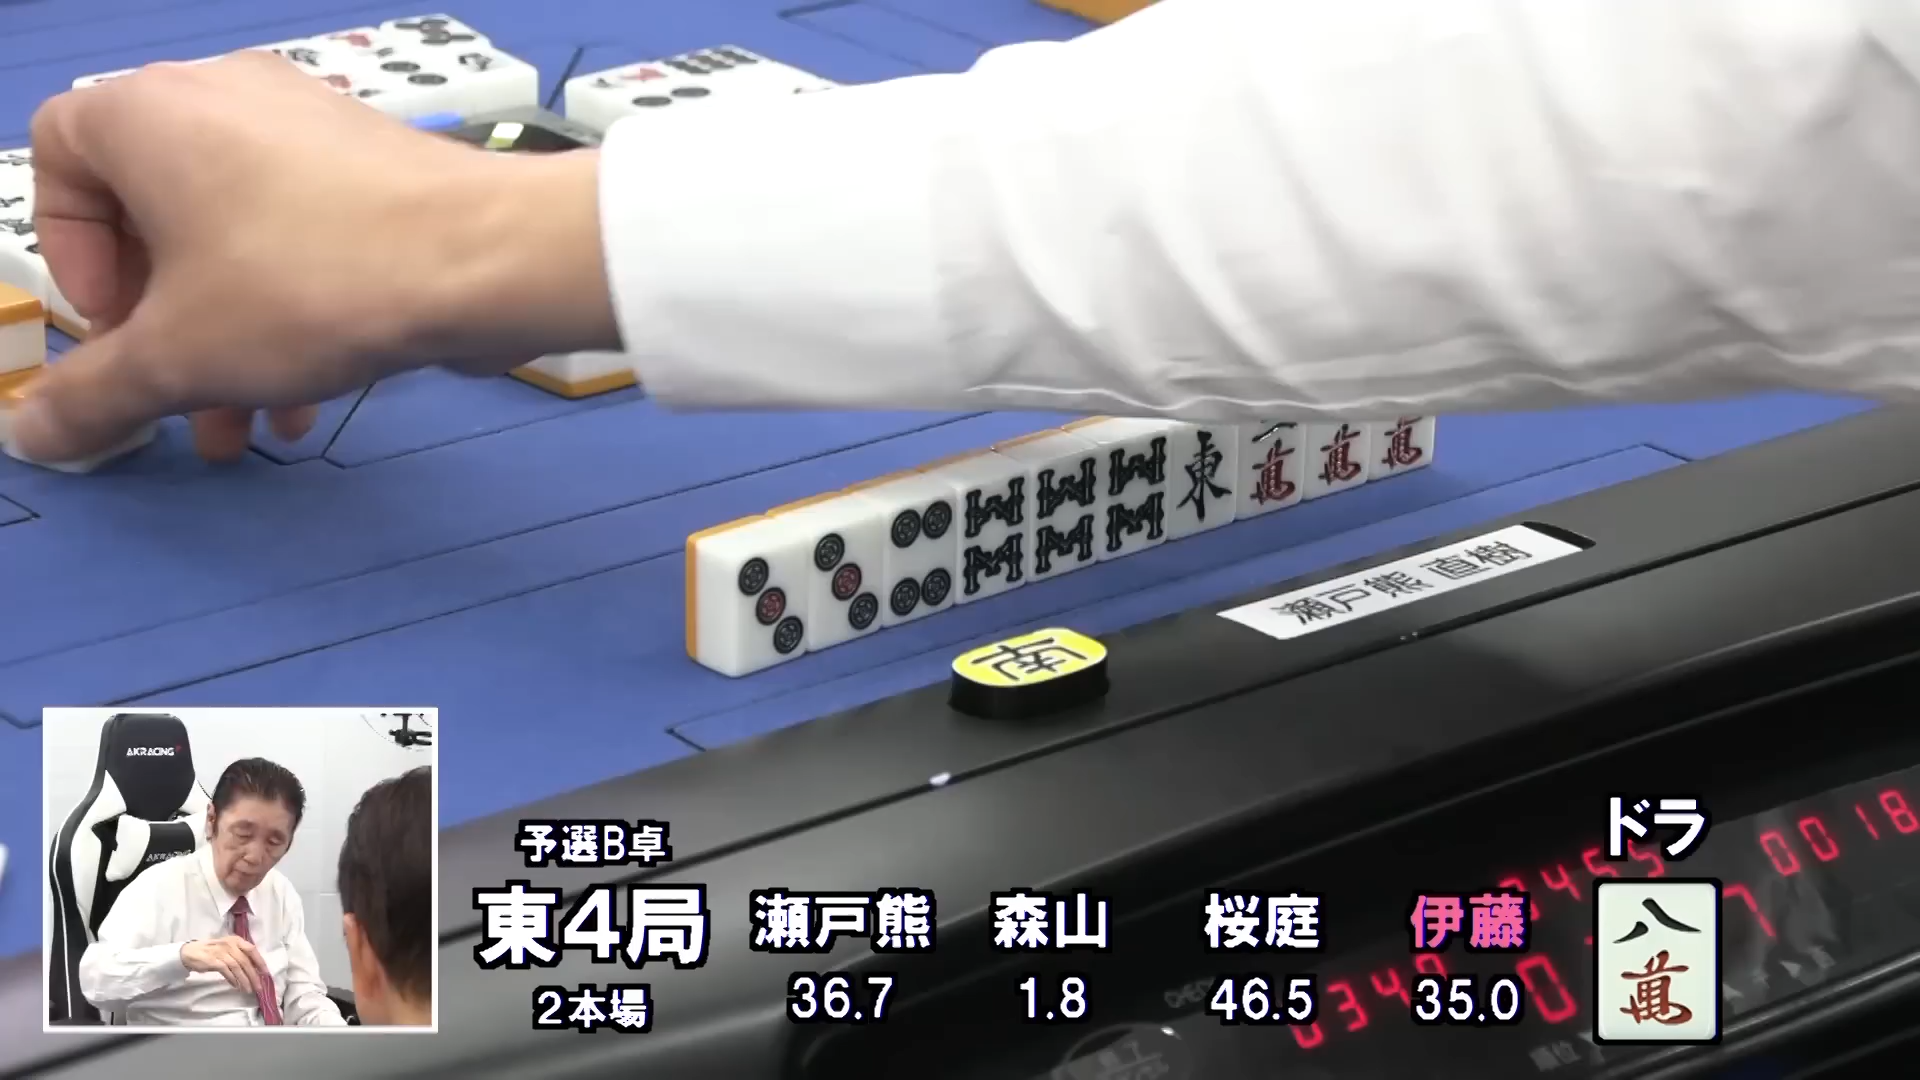 東
萬
萬
萬
瀬戸熊 直樹
南
AKRACING
予選B卓
東4局
2本場
瀬戸熊
36.7
森山
1.8
桜庭
46.5
伊藤
35.0
ドラ
八
萬
0018